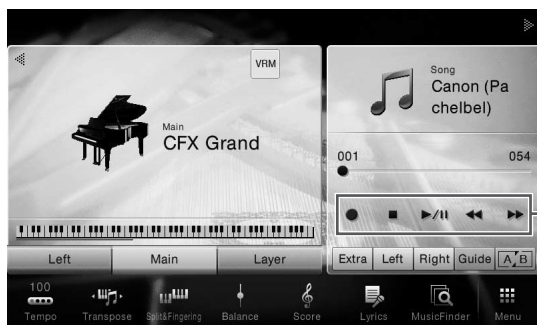 VRM
Main
CFX Grand
Left
Main
Layer
Song
Canon (Pa
chelbel)
001
054
Extra
Left
Right
Guide
A
B
100
Tempo
Transpose
Split&Fingering
Balance
Score
Lyrics
MusicFinder
Menu